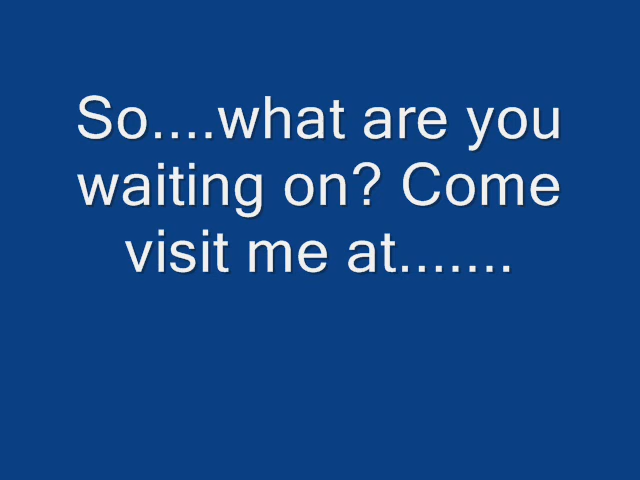 So....what are you
waiting on? Come
visit me at.......